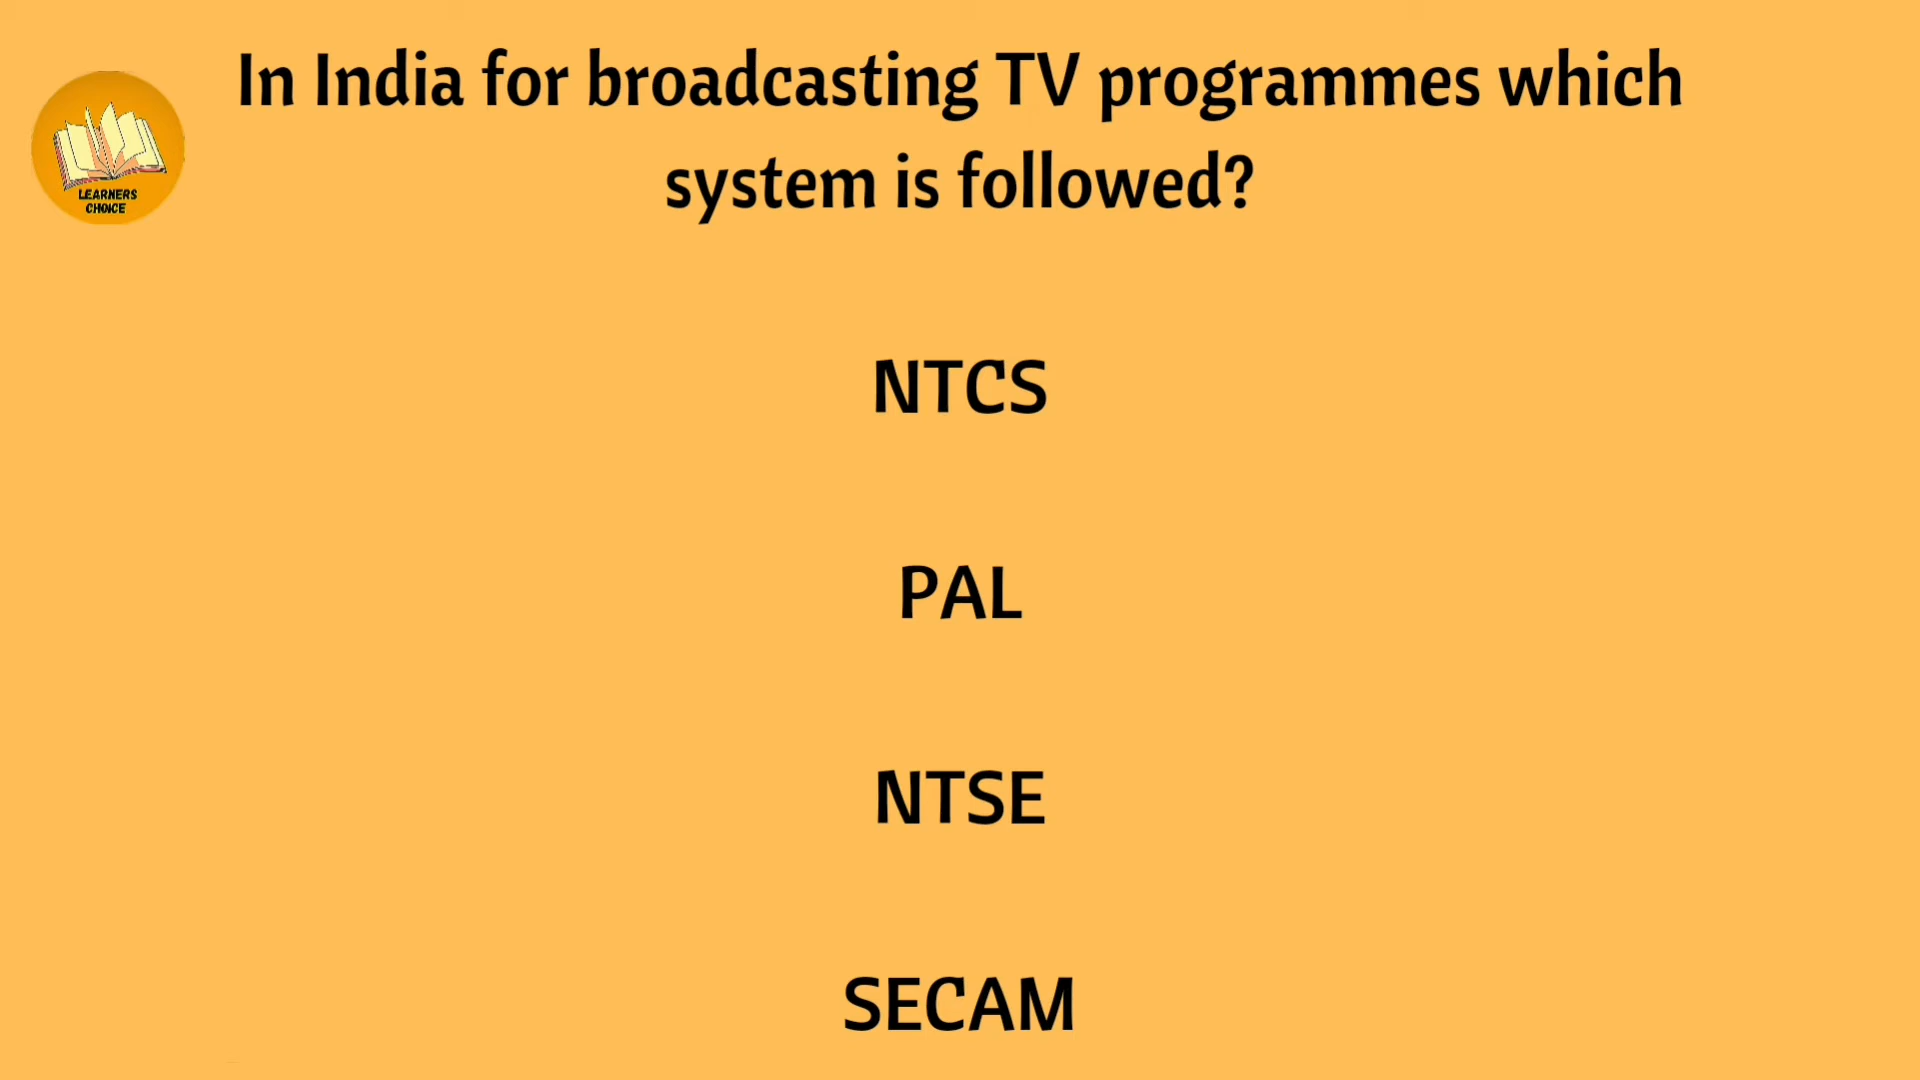 In India for broadcasting TV programmes which
system is followed?
LEARNERS
CHOICE
NTCS
PAL
NTSE
SECAM